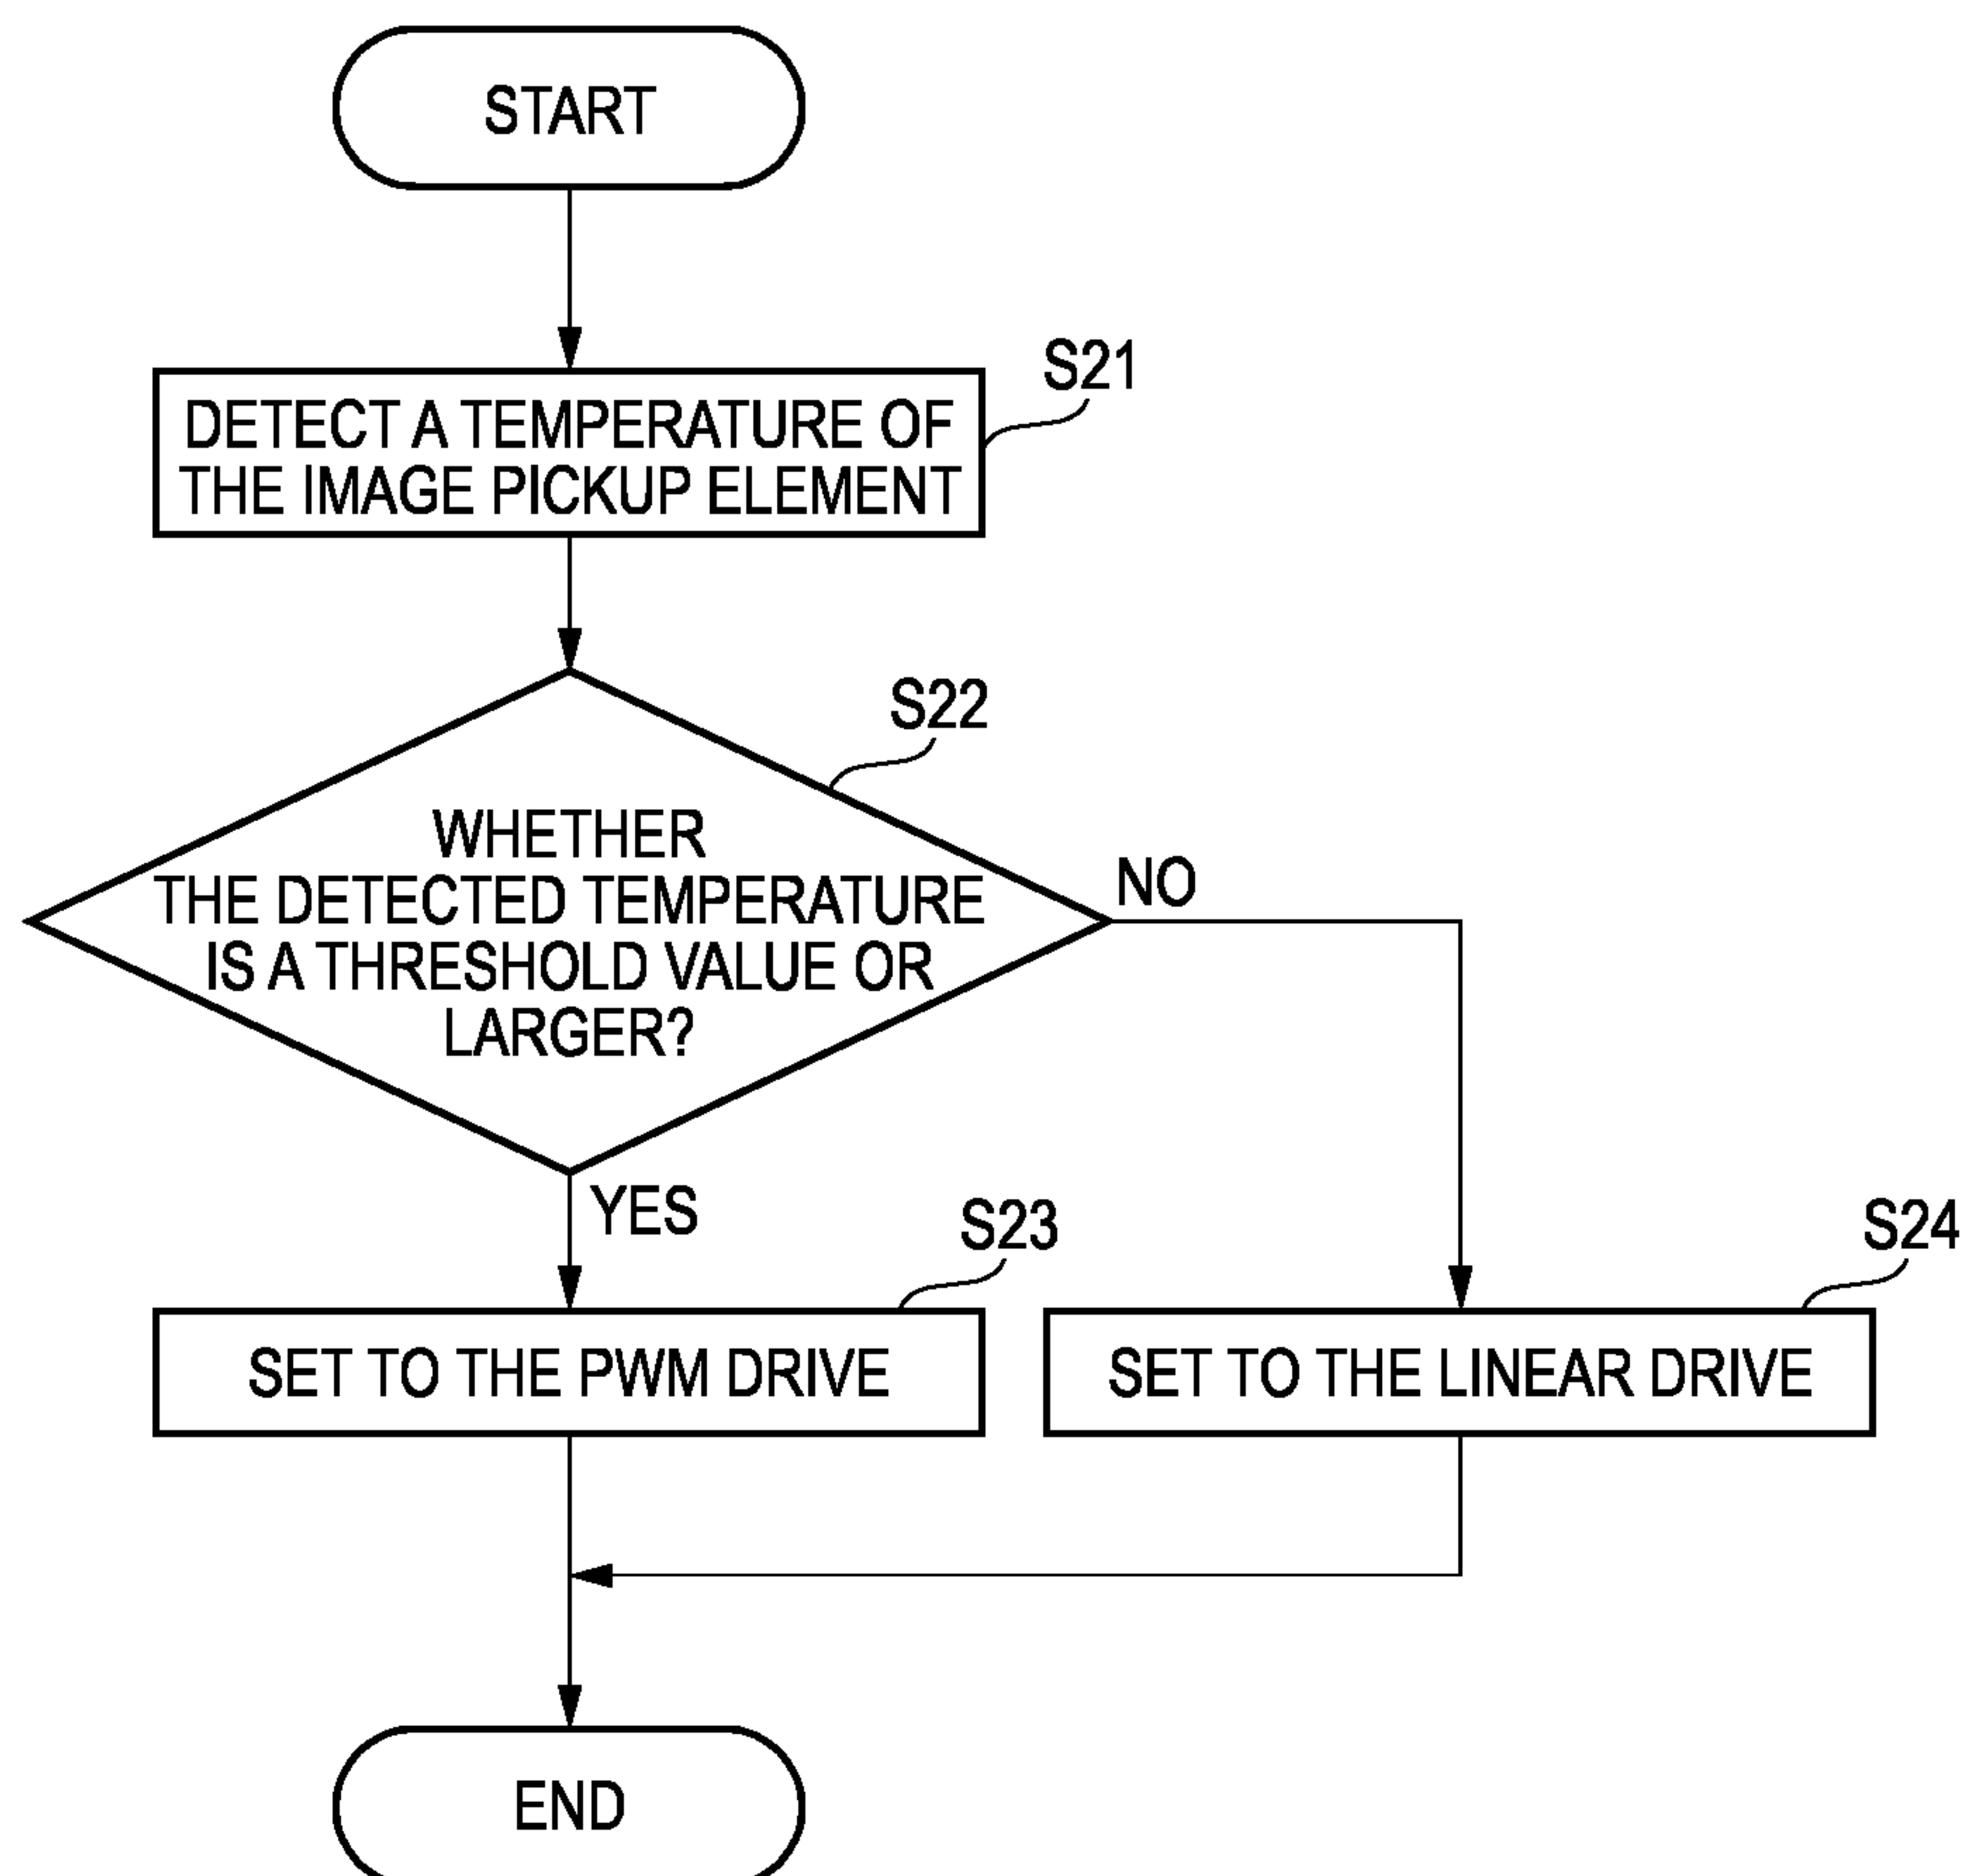 START
S21
DETECT A TEMPERATURE OF
THE IMAGE PICKUP ELEMENT
S22
WHETHER
THE DETECTED TEMPERATURE
IS A THRESHOLD VALUE OR
LARGER?
NO
YES
S23
S24
SET TO THE PWM DRIVE
SET TO THE LINEAR DRIVE
END